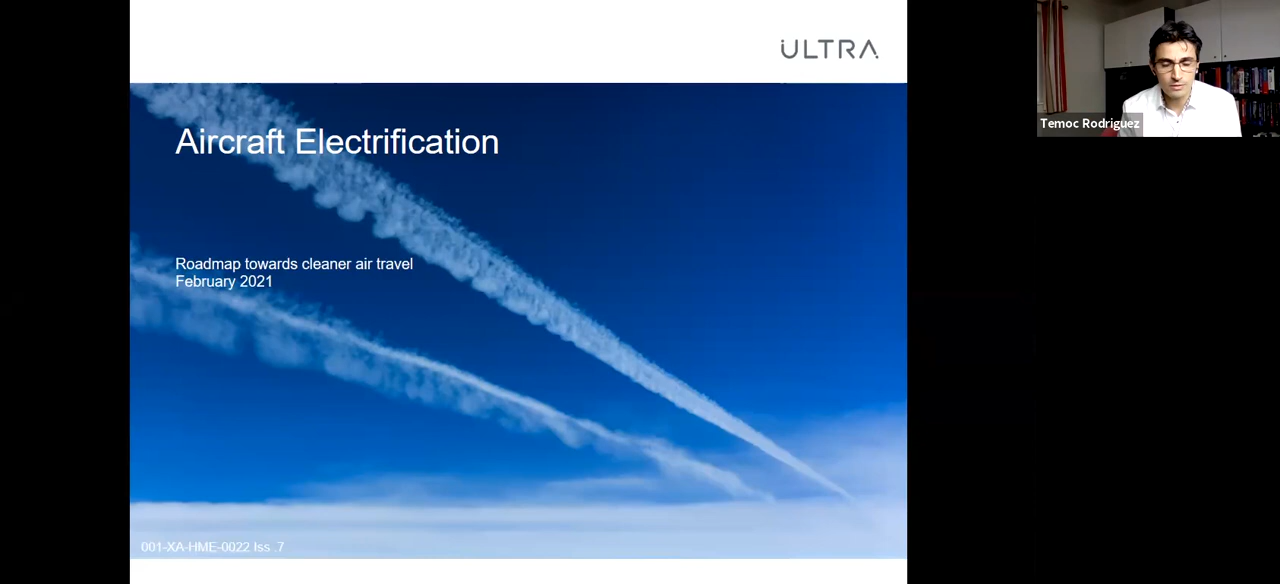 ULTRA
Aircraft Electrification
Roadmap towards cleaner air travel
February 2021
001-XA-HME-0022 Iss .7
Temoc Rodriguez